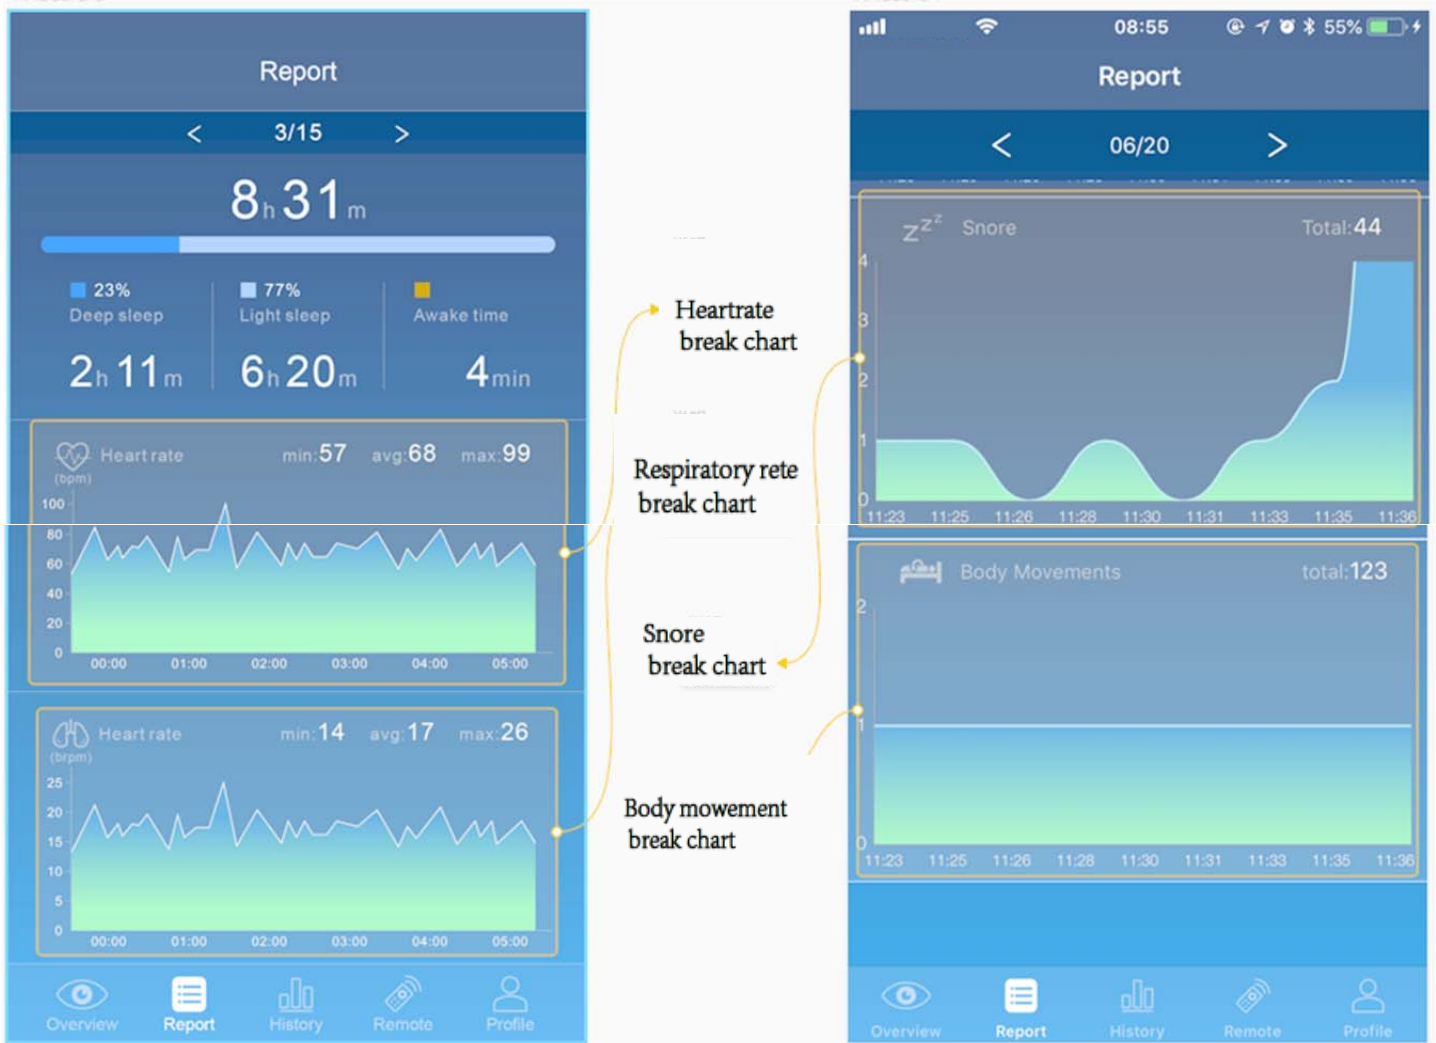 Report
< 3/15 >
8h31m
23%
Deep sleep
2h11m
77%
Light sleep
6h20m
Awake time
4min
Heart rate min:57 avg:68 max:99
(bpm)
100
80
60
40
20
0
00:00 01:00 02:00 03:00 04:00 05:00
Heart rate min:14 avg:17 max:26
(brpm)
25
20
15
10
5
0
00:00 01:00 02:00 03:00 04:00 05:00
Overview Report History Remote Profile
Heartrate
break chart
Respiratory rete
break chart
Snore
break chart
Body mowement
break chart
08:55 55%
Report
< 06/20 >
zzz Snore Total:44
4
3
2
1
0
11:23 11:25 11:26 11:28 11:30 11:31 11:33 11:35 11:36
Body Movements total:123
2
1
0
11:23 11:25 11:26 11:28 11:30 11:31 11:33 11:35 11:36
Overview Report History Remote Profile